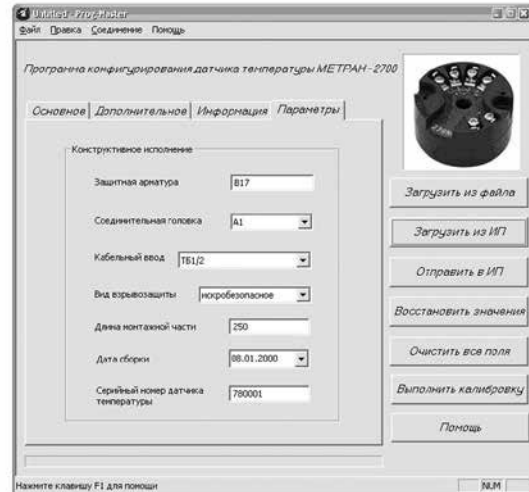 Untitled - Prog-Master
Файл Правка Соединение Помощь
Программа конфигурирования датчика температуры МЕТРАН - 2700
Основное Дополнительное Информация Параметры
Конструктивное исполнение
Защитная арматура В17
Соединительная головка А1
Кабельный ввод ТБ1/2
Вид взрывозащиты искробезопасное
Длина монтажной части 250
Дата сборки 08.01.2000
Серийный номер датчика
температуры 780001
Загрузить из файла
Загрузить из ИП
Отправить в ИП
Восстановить значения
Очистить все поля
Выполнить калибровку
Помощь
Нажмите клавишу F1 для помощи
NUM